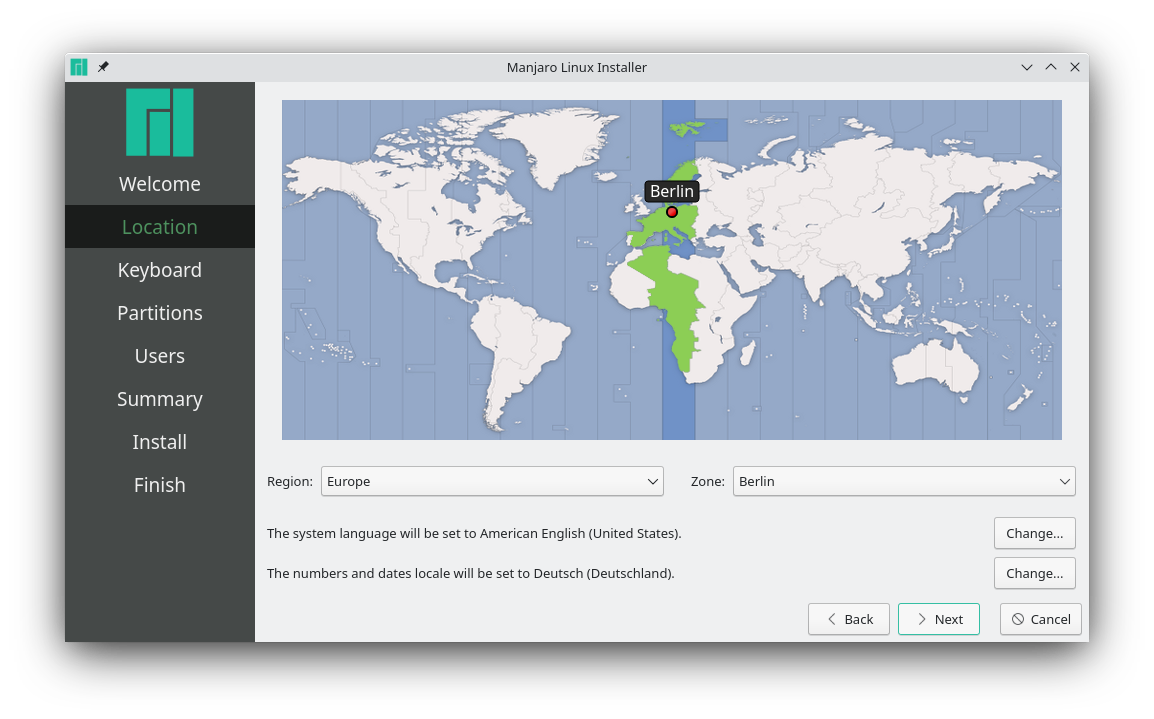 Manjaro Linux Installer
Welcome
Location
Keyboard
Partitions
Users
Summary
Install
Finish
Berlin
Region: Europe Zone: Berlin
The system language will be set to American English (United States). Change...
The numbers and dates locale will be set to Deutsch (Deutschland). Change...
Back Next Cancel